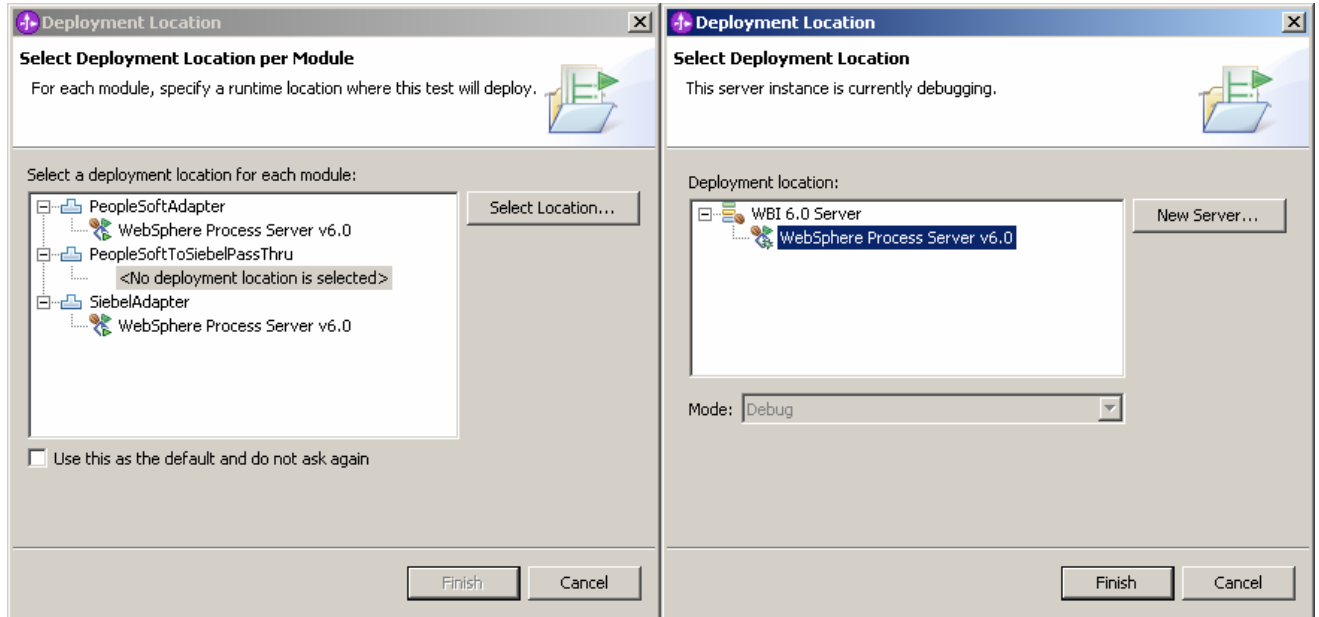 Deployment Location
Select Deployment Location per Module
For each module, specify a runtime location where this test will deploy.
Select a deployment location for each module:
PeopleSoftAdapter
WebSphere Process Server v6.0
PeopleSoftToSiebelPassThru
<No deployment location is selected>
SiebelAdapter
WebSphere Process Server v6.0
Select Location...
Use this as the default and do not ask again
Finish
Cancel
Deployment Location
Select Deployment Location
This server instance is currently debugging.
Deployment location:
WBI 6.0 Server
WebSphere Process Server v6.0
New Server...
Mode: Debug
Finish
Cancel